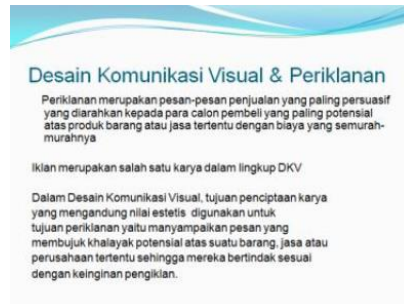 Desain Komunikasi Visual & Periklanan
Periklanan merupakan pesan-pesan penjualan yang paling persuasif
yang diarahkan kepada para calon pembeli yang paling potensial
atas produk barang atau jasa tertentu dengan biaya yang semurah-
murahnya
Iklan merupakan salah satu karya dalam lingkup DKV
Dalam Desain Komunikasi Visual, tujuan penciptaan karya
yang mengandung nilai estetis digunakan untuk
tujuan periklanan yaitu manyampaikan pesan yang
membujuk khalayak potensial atas suatu barang, jasa atau
perusahaan tertentu sehingga mereka bertindak sesuai
dengan keinginan pengiklan.